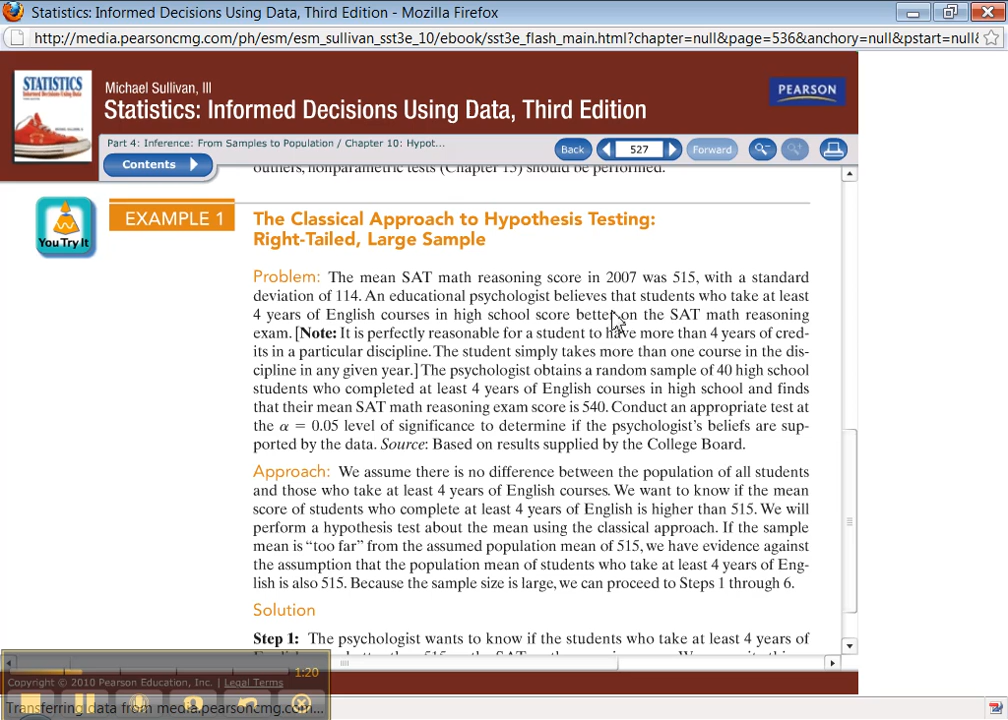 Statistics: Informed Decisions Using Data, Third Edition - Mozilla Firefox
http://media.pearsoncmg.com/ph/esm/esm_sullivan_sst3e_10/ebook/sst3e_flash_main.html?chapter=null&page=536&anchory=null&pstart=null&
STATISTICS
Michael Sullivan, III
Statistics: Informed Decisions Using Data, Third Edition
PEARSON
Part 4: Inference: From Samples to Population / Chapter 10: Hypot...
Contents
Back
527
Forward
outliers, nonparametric tests (Chapter 15) should be performed.
You Try It
EXAMPLE 1
The Classical Approach to Hypothesis Testing:
Right-Tailed, Large Sample
Problem: The mean SAT math reasoning score in 2007 was 515, with a standard
deviation of 114. An educational psychologist believes that students who take at least
4 years of English courses in high school score better on the SAT math reasoning
exam. [Note: It is perfectly reasonable for a student to have more than 4 years of cred-
its in a particular discipline. The student simply takes more than one course in the dis-
cipline in any given year.] The psychologist obtains a random sample of 40 high school
students who completed at least 4 years of English courses in high school and finds
that their mean SAT math reasoning exam score is 540. Conduct an appropriate test at
the α = 0.05 level of significance to determine if the psychologist's beliefs are sup-
ported by the data. Source: Based on results supplied by the College Board.
Approach: We assume there is no difference between the population of all students
and those who take at least 4 years of English courses. We want to know if the mean
score of students who complete at least 4 years of English is higher than 515. We will
perform a hypothesis test about the mean using the classical approach. If the sample
mean is “too far” from the assumed population mean of 515, we have evidence against
the assumption that the population mean of students who take at least 4 years of Eng-
lish is also 515. Because the sample size is large, we can proceed to Steps 1 through 6.
Solution
Step 1: The psychologist wants to know if the students who take at least 4 years of
1:20
Copyright © 2010 Pearson Education, Inc. | Legal Terms
Transferring data from media.pearsoncmg.com...